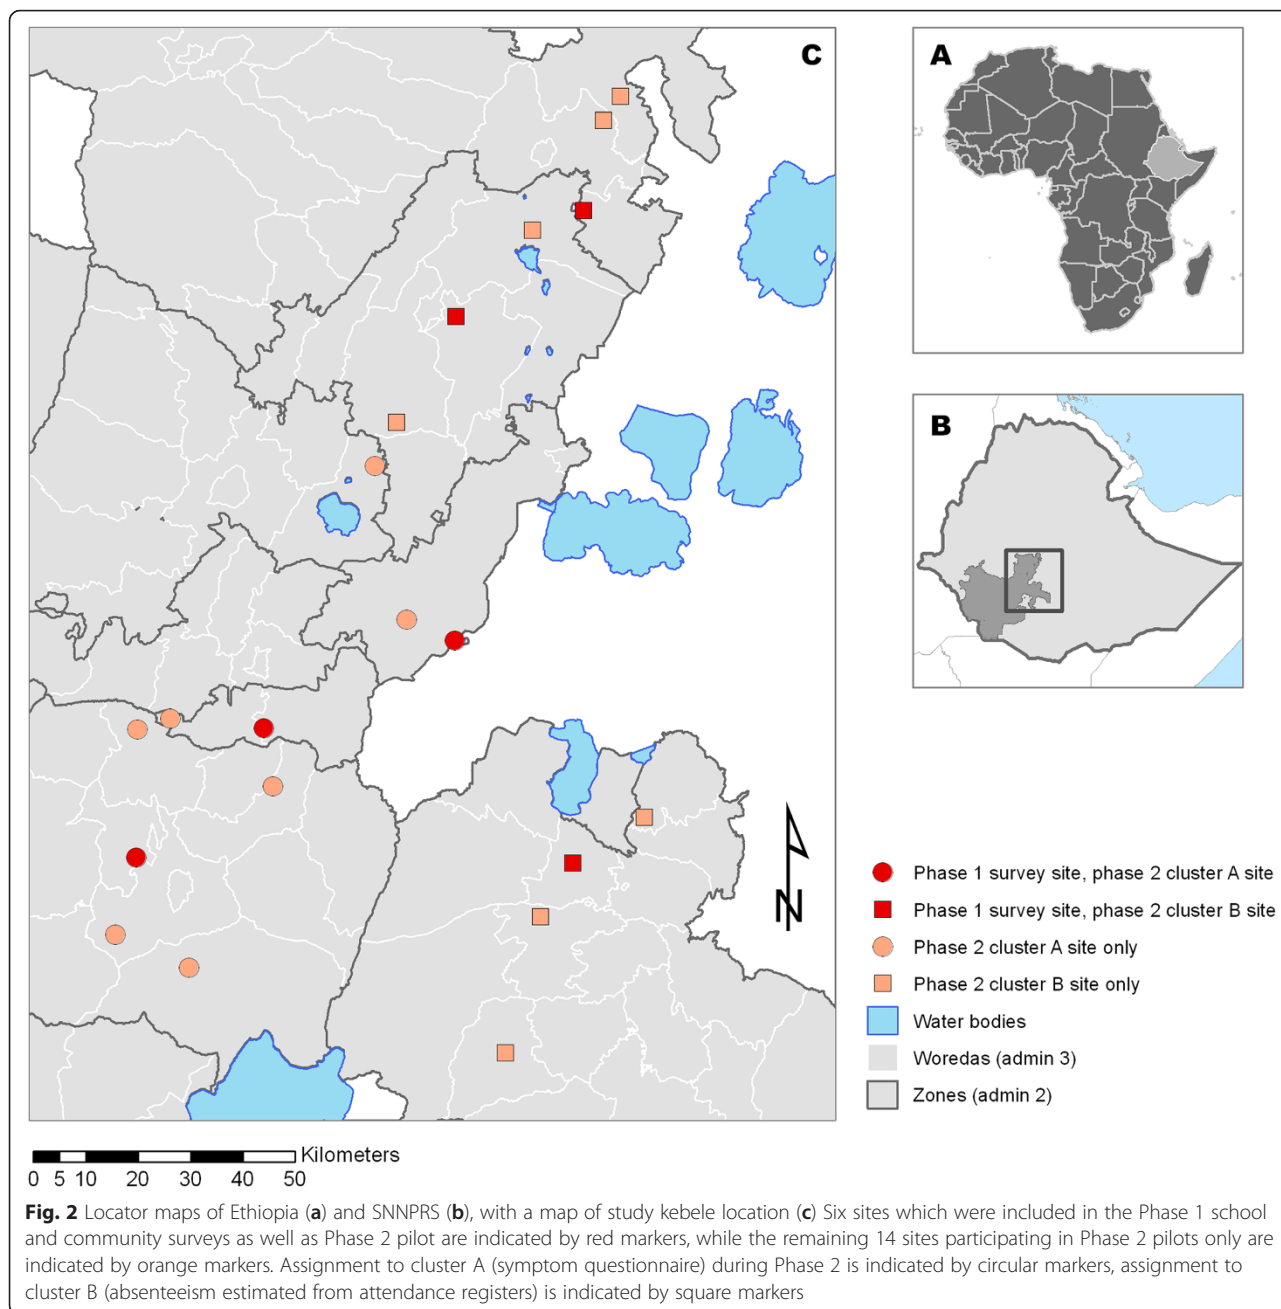 C
A
B
N
Phase 1 survey site, phase 2 cluster A site
Phase 1 survey site, phase 2 cluster B site
Phase 2 cluster A site only
Phase 2 cluster B site only
Water bodies
Woredas (admin 3)
Zones (admin 2)
Kilometers
0 5 10 20 30 40 50
Fig. 2 Locator maps of Ethiopia (a) and SNNPRS (b), with a map of study kebele location (c) Six sites which were included in the Phase 1 school
and community surveys as well as Phase 2 pilot are indicated by red markers, while the remaining 14 sites participating in Phase 2 pilots only are
indicated by orange markers. Assignment to cluster A (symptom questionnaire) during Phase 2 is indicated by circular markers, assignment to
cluster B (absenteeism estimated from attendance registers) is indicated by square markers